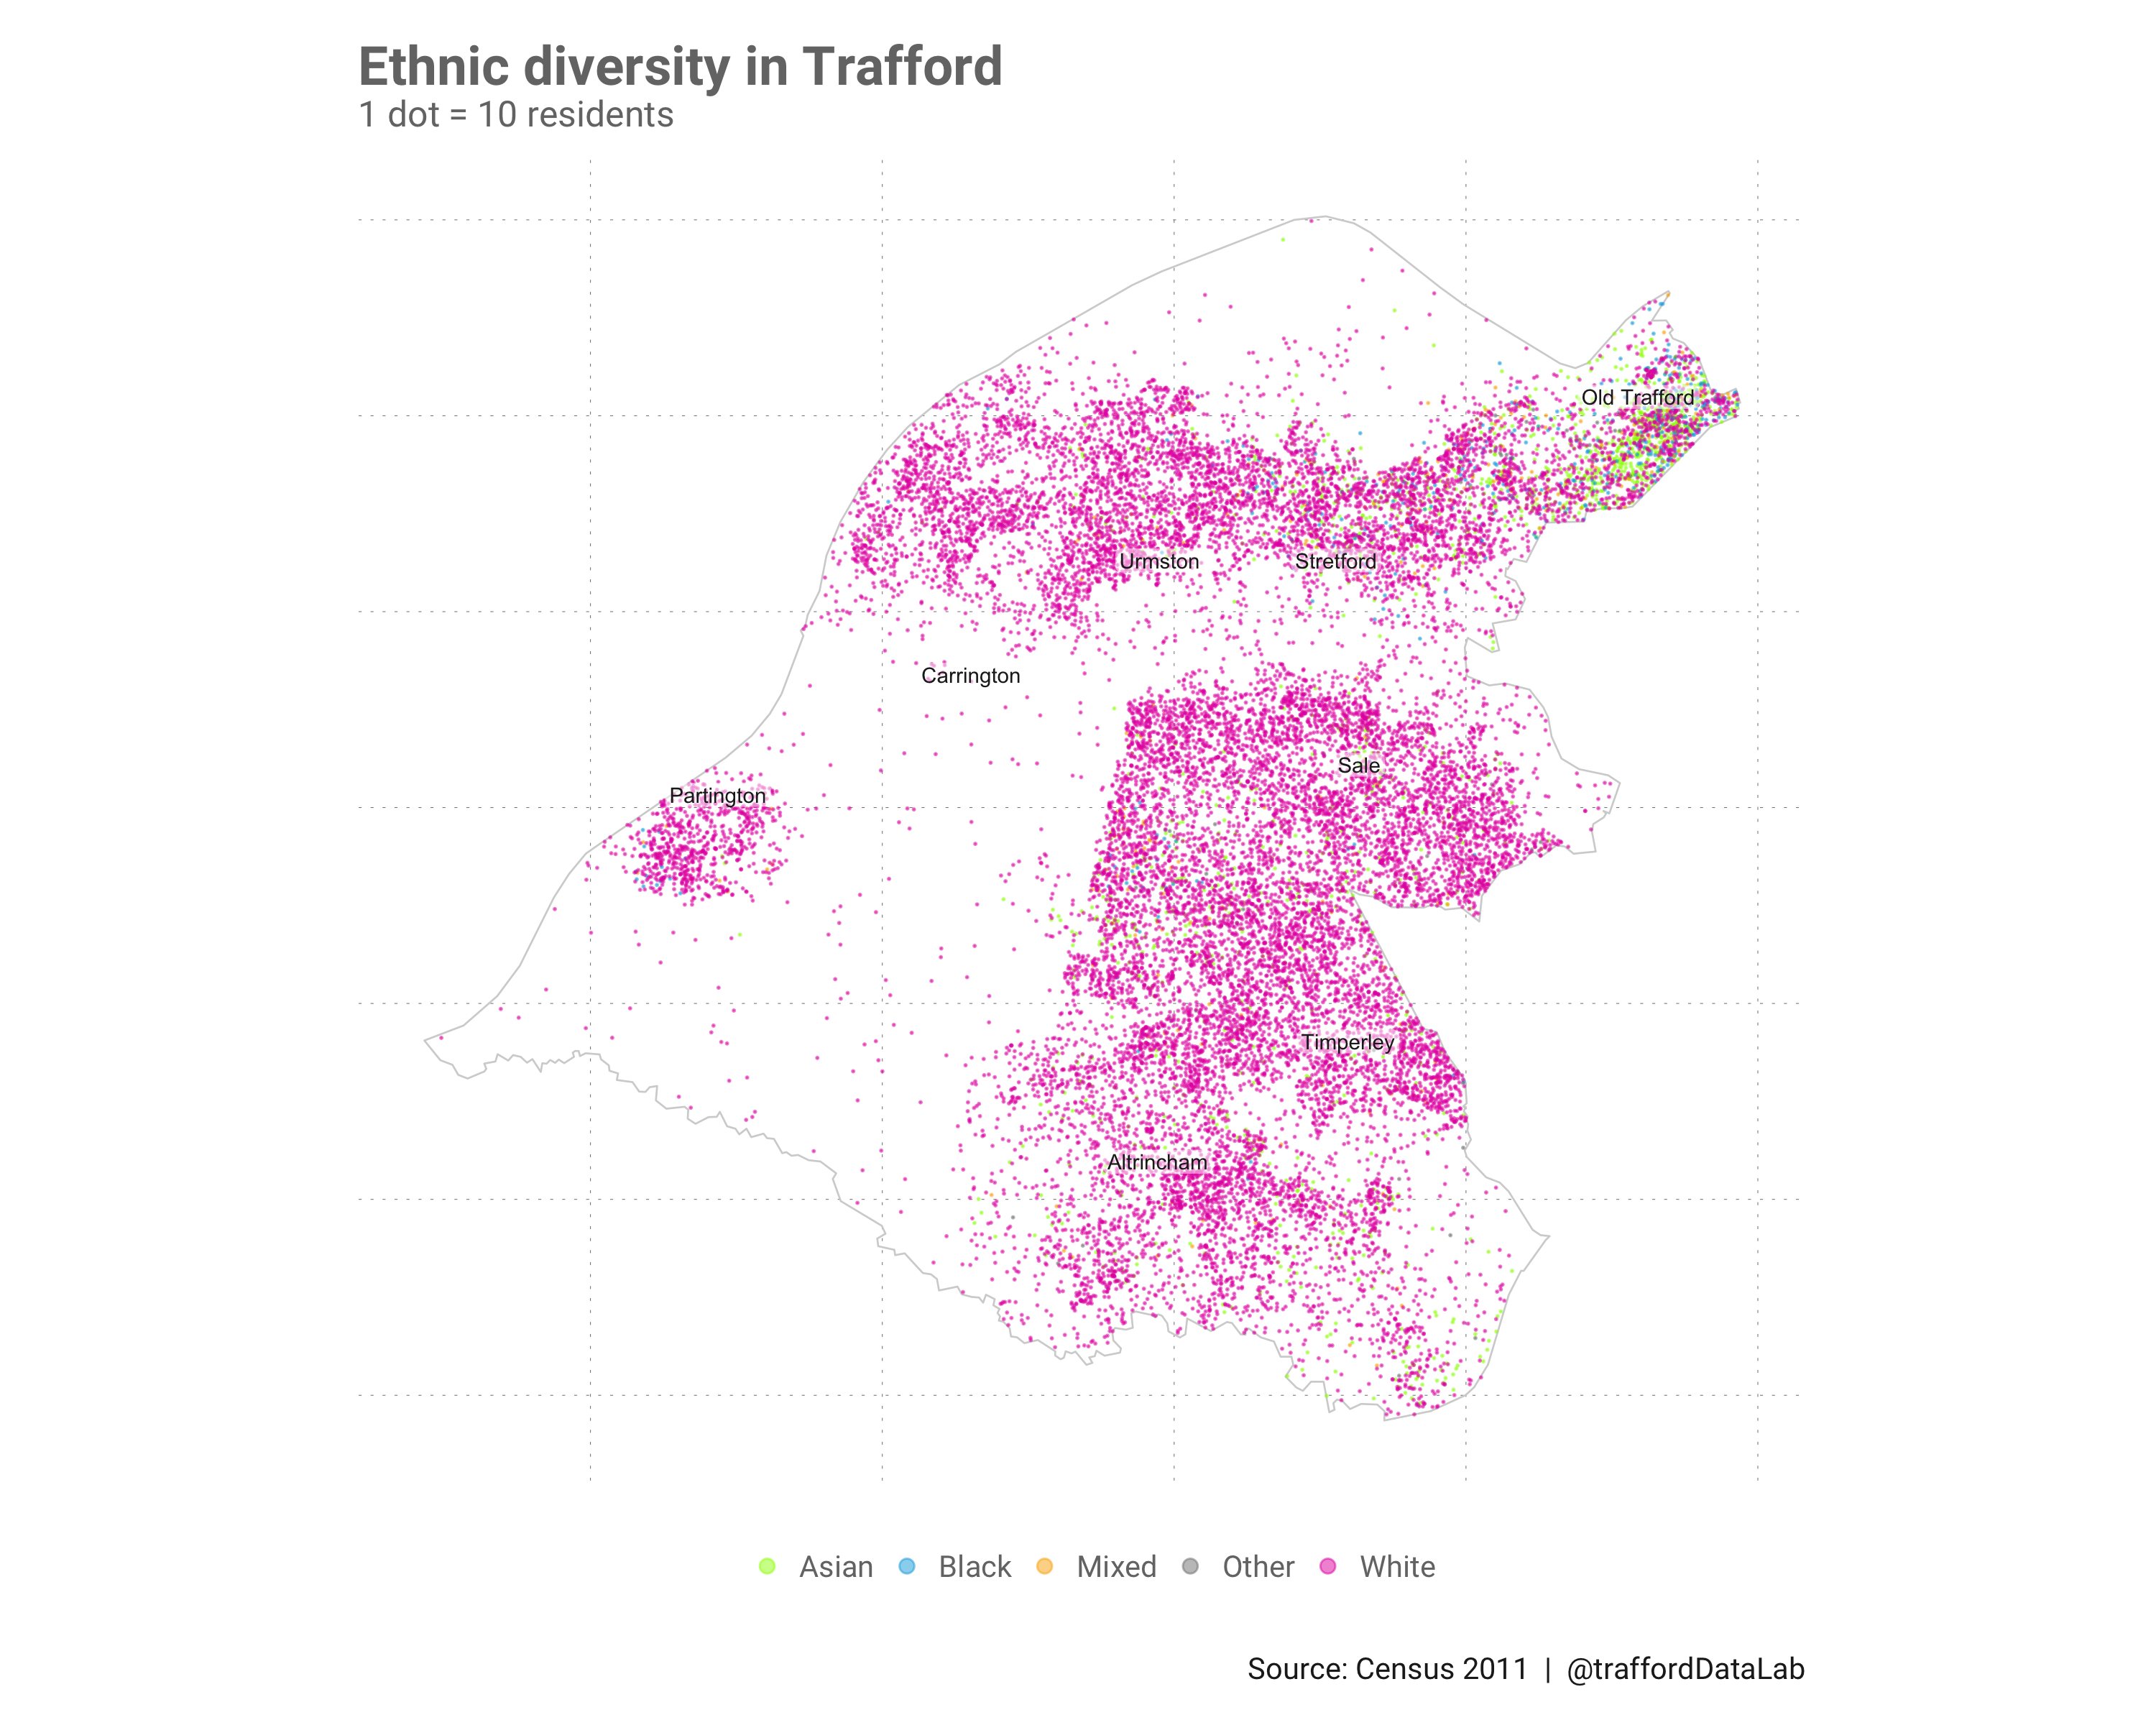 Ethnic diversity in Trafford
1 dot = 10 residents
Old Trafford
Urmston
Stretford
Carrington
Sale
Partington
Timperley
Altrincham
Asian Black Mixed Other White
Source: Census 2011 | @traffordDataLab